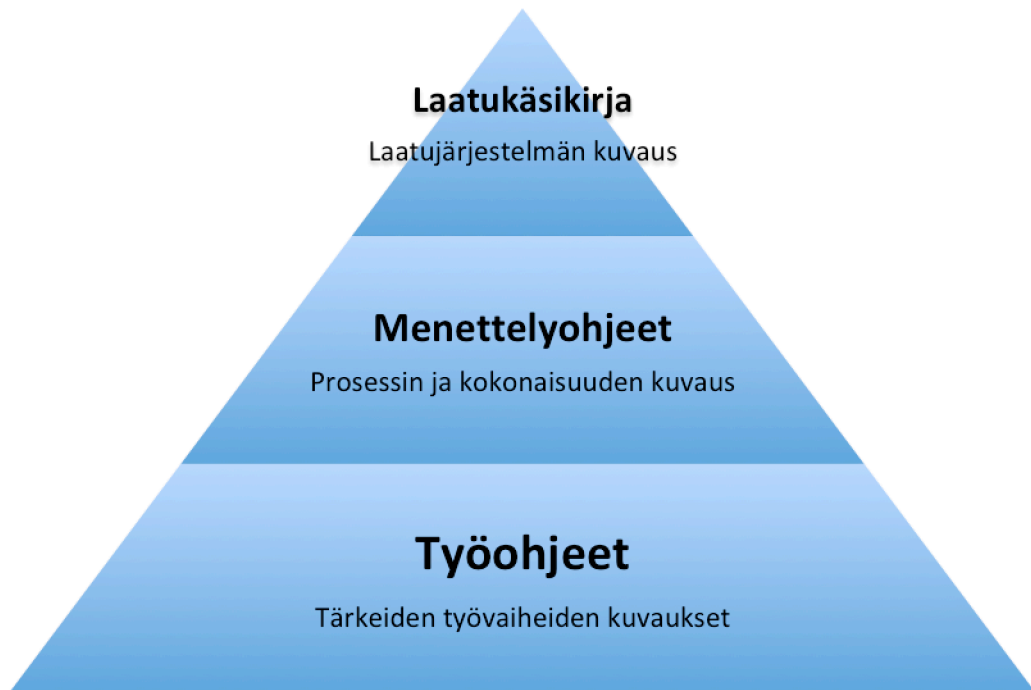 Laatukäsikirja
Laatujärjestelmän kuvaus
Menettelyohjeet
Prosessin ja kokonaisuuden kuvaus
Työohjeet
Tärkeiden työvaiheiden kuvaukset